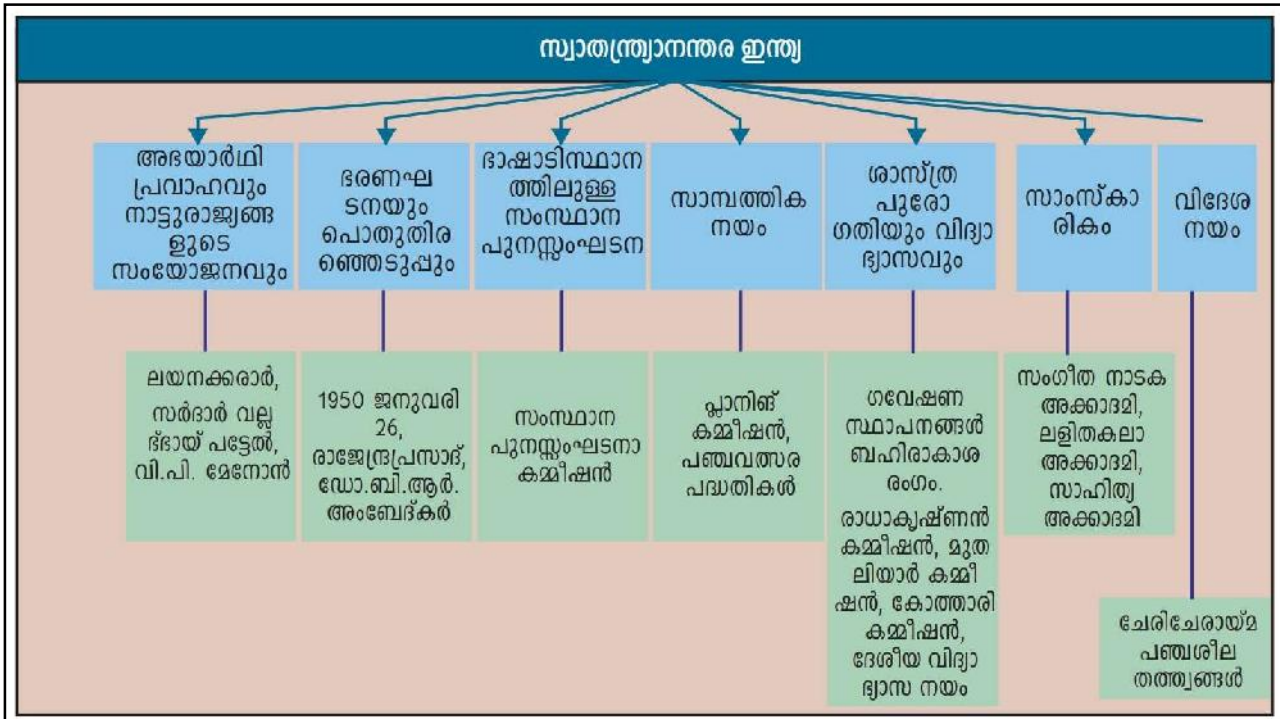 സ്വാതന്ത്ര്യാനന്തര ഇന്ത്യ
അഭയാർഥി
പ്രവാഹവും
നാട്ടുരാജ്യങ്ങ
ളുടെ
സംയോജനവും
ഭരണഘ
ടനയും
പൊതുതിര
ഞ്ഞെടുപ്പും
ഭാഷാടിസ്ഥാന
ത്തിലുള്ള
സംസ്ഥാന
പുനസ്സംഘടന
സാമ്പത്തിക
നയം
ശാസ്ത്ര
പുരോ
ഗതിയും വിദ്യാ
ഭ്യാസവും
സാംസ്കാ
രികം
വിദേശ
നയം
ലയനക്കരാർ,
സർദാർ വല്ല
ഭ്ഭായ് പട്ടേൽ,
വി.പി. മേനോൻ
1950 ജനുവരി
26,
രാജേന്ദ്രപ്രസാദ്,
ഡോ.ബി.ആർ.
അംബേദ്കർ
സംസ്ഥാന
പുനസ്സംഘടനാ
കമ്മീഷൻ
പ്ലാനിങ്
കമ്മീഷൻ,
പഞ്ചവത്സര
പദ്ധതികൾ
ഗവേഷണ
സ്ഥാപനങ്ങൾ
ബഹിരാകാശ
രംഗം.
രാധാകൃഷ്ണൻ
കമ്മീഷൻ, മുത
ലിയാർ കമ്മീ
ഷൻ, കോത്താരി
കമ്മീഷൻ,
ദേശീയ വിദ്യാ
ഭ്യാസ നയം
സംഗീത നാടക
അക്കാദമി,
ലളിതകലാ
അക്കാദമി,
സാഹിത്യ
അക്കാദമി
ചേരിചേരായ്മ
പഞ്ചശീല
തത്ത്വങ്ങൾ